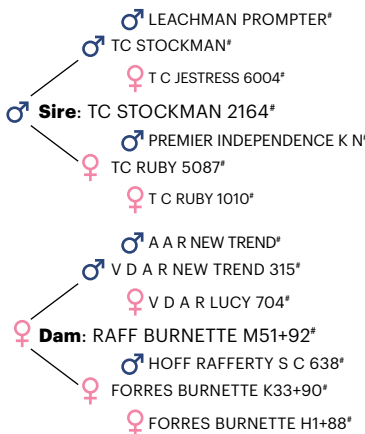 LEACHMAN PROMPTER#
TC STOCKMAN#
T C JESTRESS 6004#
Sire: TC STOCKMAN 2164#
PREMIER INDEPENDENCE K N#
TC RUBY 5087#
T C RUBY 1010#
A A R NEW TREND#
V D A R NEW TREND 315#
V D A R LUCY 704#
Dam: RAFF BURNETTE M51+92#
HOFF RAFFERTY S C 638#
FORRES BURNETTE K33+90#
FORRES BURNETTE H1+88#